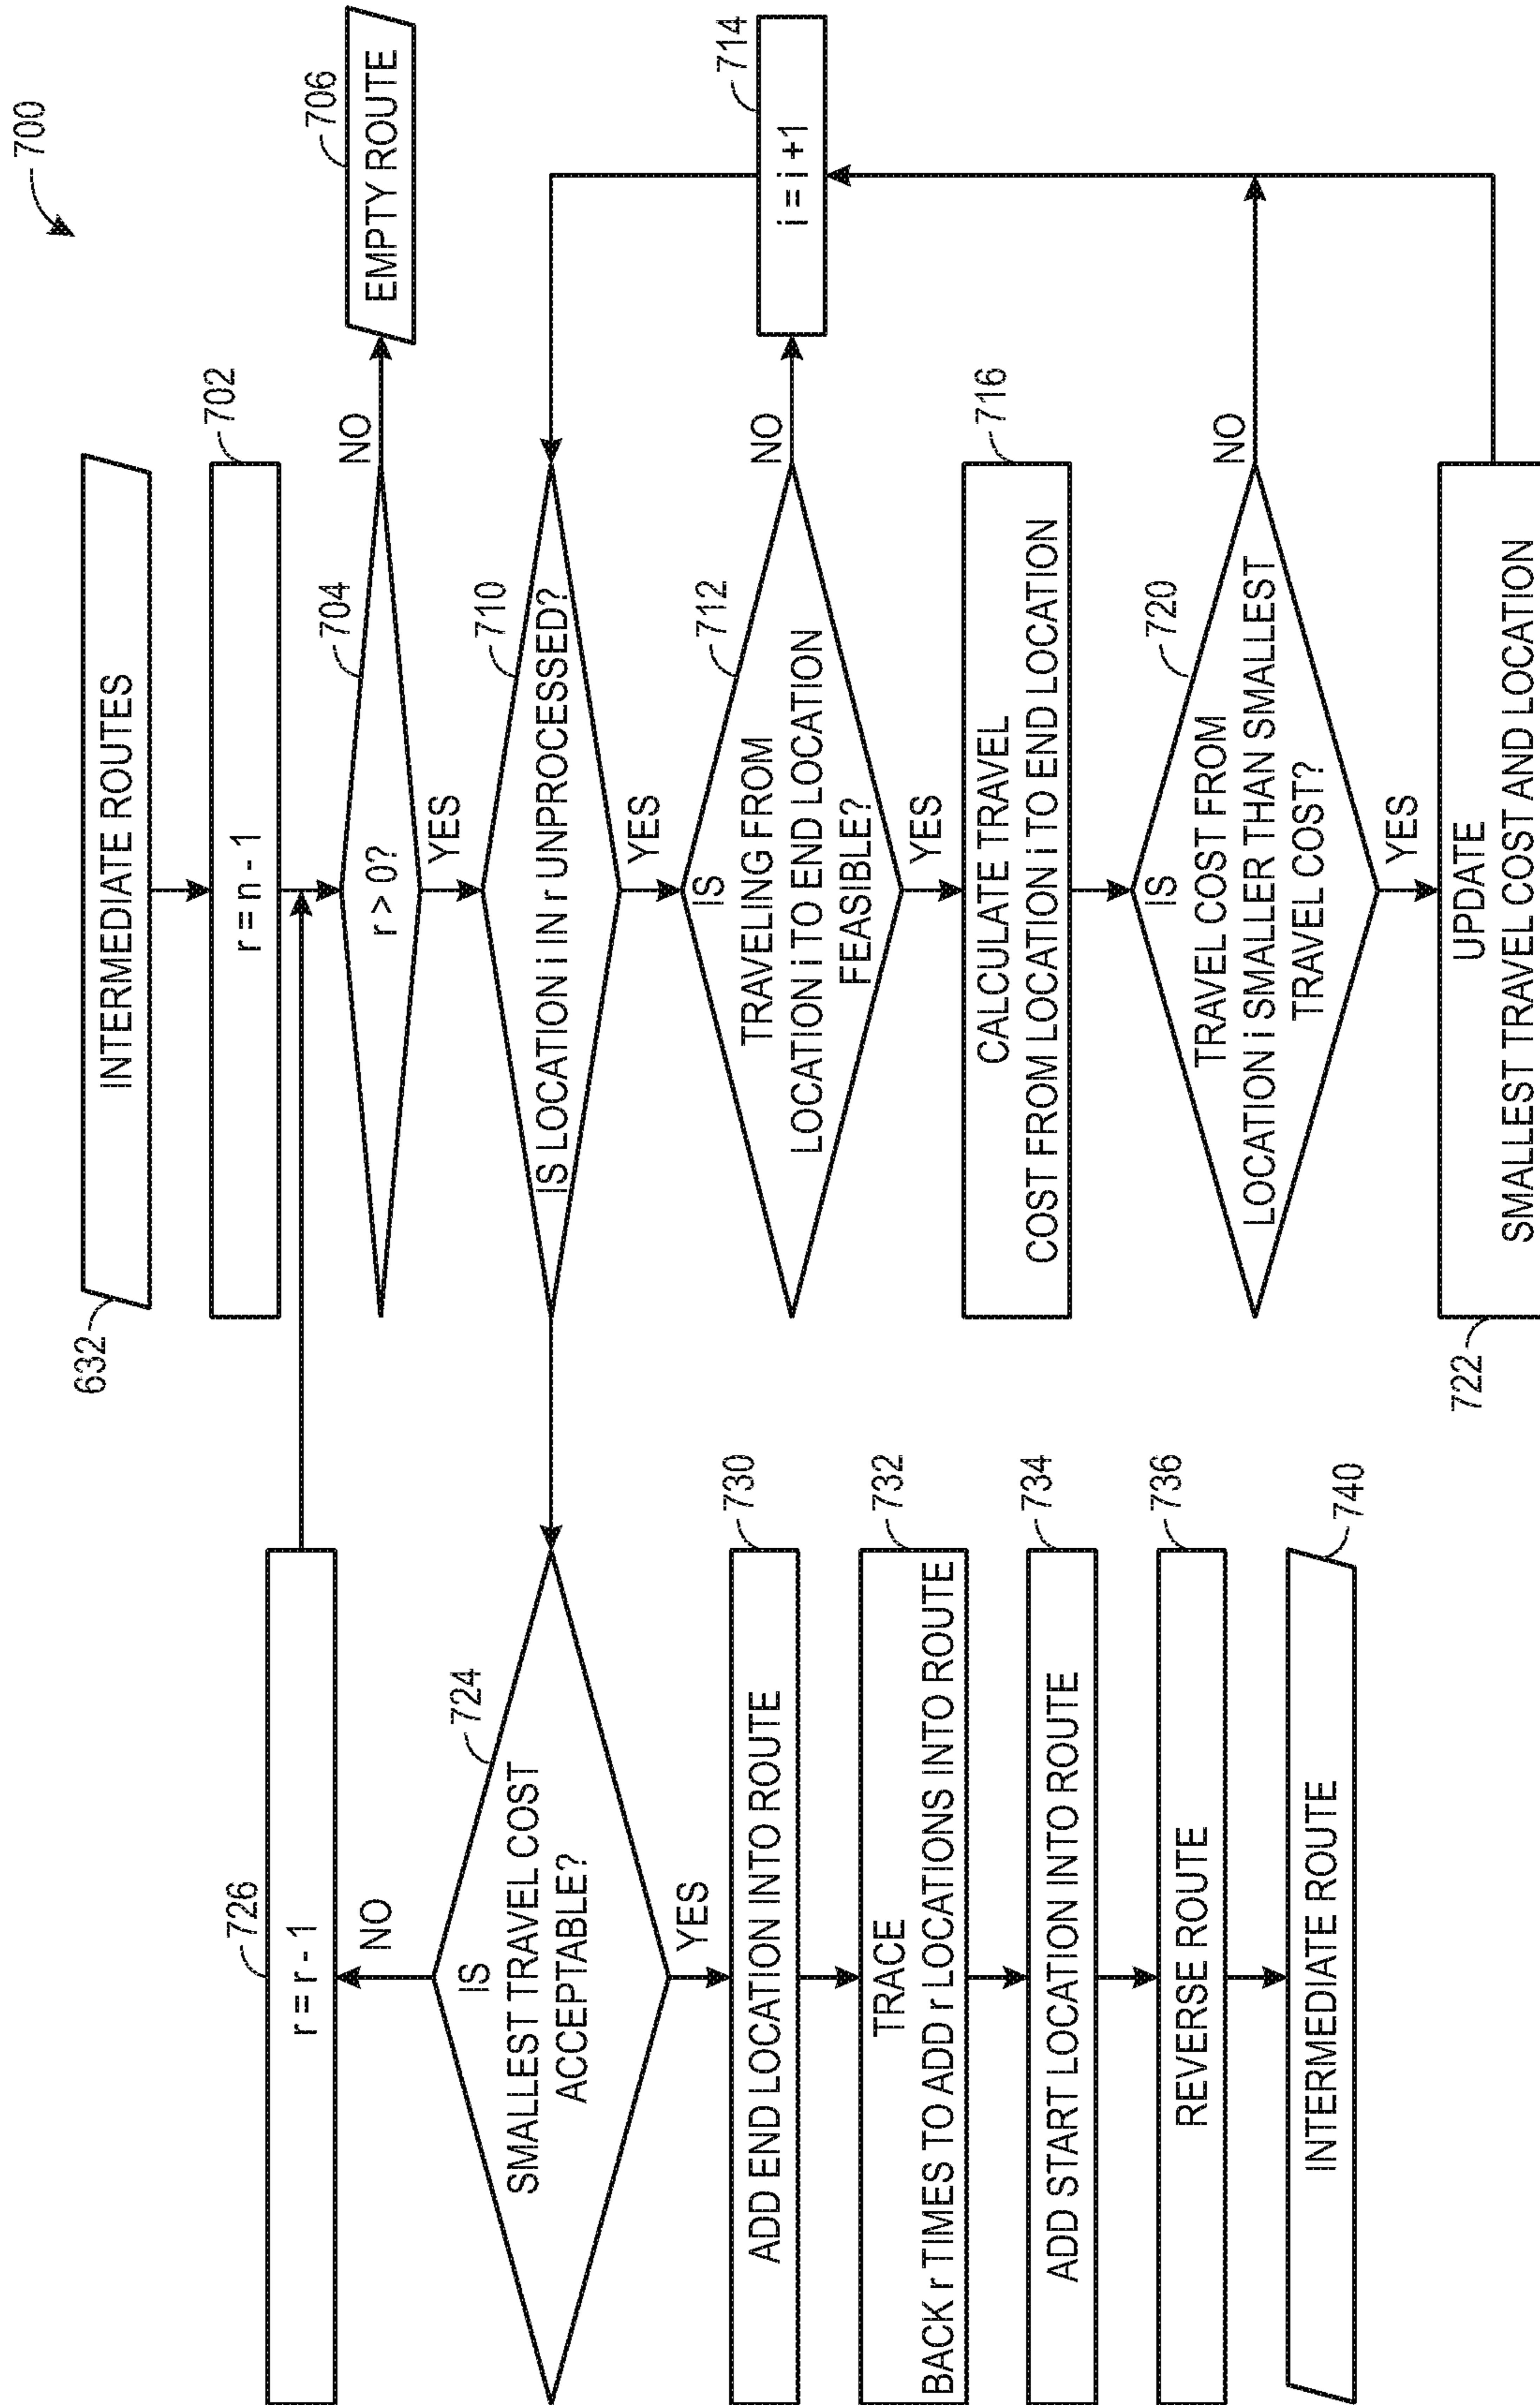 700
INTERMEDIATE ROUTES
632
r = n - 1
702
r > 0?
704
NO
EMPTY ROUTE
706
YES
IS LOCATION i IN r UNPROCESSED?
710
YES
IS
TRAVELING FROM
LOCATION i TO END LOCATION
FEASIBLE?
712
NO
i = i +1
714
YES
CALCULATE TRAVEL
COST FROM LOCATION i TO END LOCATION
716
IS
TRAVEL COST FROM
LOCATION i SMALLER THAN SMALLEST
TRAVEL COST?
720
NO
YES
UPDATE
SMALLEST TRAVEL COST AND LOCATION
722
r = r - 1
726
NO
IS
SMALLEST TRAVEL COST
ACCEPTABLE?
724
YES
ADD END LOCATION INTO ROUTE
730
TRACE
BACK r TIMES TO ADD r LOCATIONS INTO ROUTE
732
ADD START LOCATION INTO ROUTE
734
REVERSE ROUTE
736
INTERMEDIATE ROUTE
740